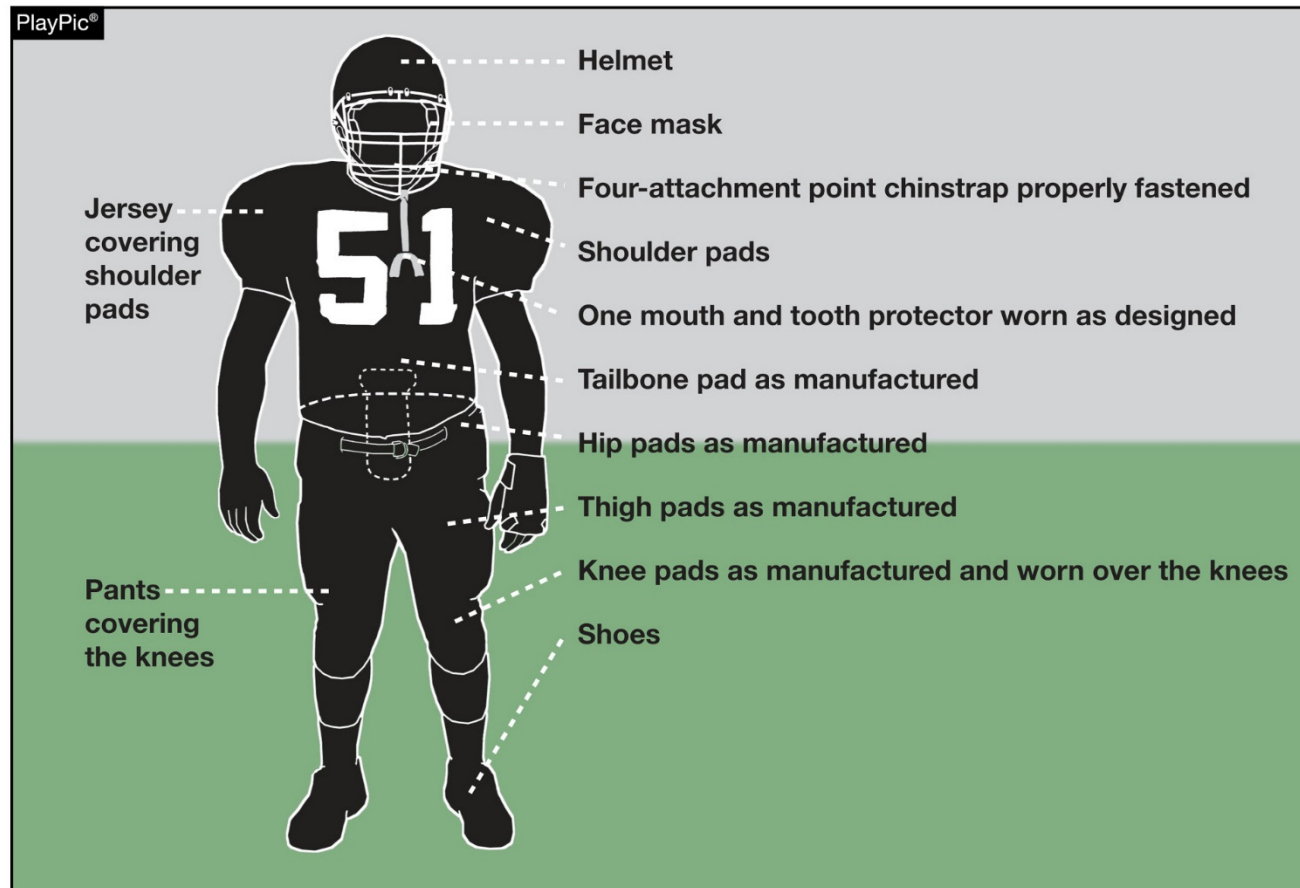 PlayPic®
Helmet
Face mask
Four-attachment point chinstrap properly fastened
Jersey
covering
shoulder
pads
51
Shoulder pads
One mouth and tooth protector worn as designed
Tailbone pad as manufactured
Hip pads as manufactured
Thigh pads as manufactured
Knee pads as manufactured and worn over the knees
Pants
covering
the knees
Shoes